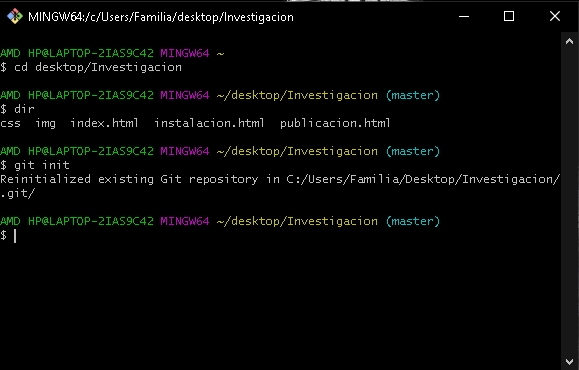 MINGW64:/c/Users/Familia/desktop/Investigacion
AMD HP@LAPTOP-2IAS9C42 MINGW64 ~
$ cd desktop/Investigacion
AMD HP@LAPTOP-2IAS9C42 MINGW64 ~/desktop/Investigacion (master)
$ dir
css  img  index.html  instalacion.html  publicacion.html
AMD HP@LAPTOP-2IAS9C42 MINGW64 ~/desktop/Investigacion (master)
$ git init
Reinitialized existing Git repository in C:/Users/Familia/Desktop/Investigacion/
.git/
AMD HP@LAPTOP-2IAS9C42 MINGW64 ~/desktop/Investigacion (master)
$